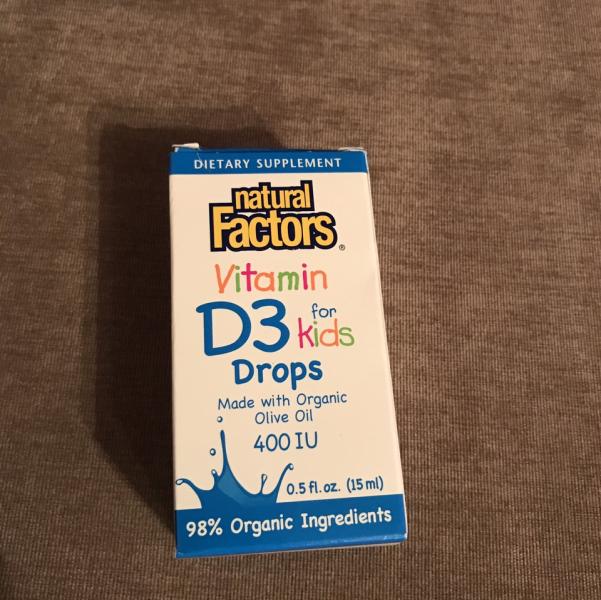 DIETARY SUPPLEMENT
natural
Factors®
Vitamin
D3 for
kids
Drops
Made with Organic
Olive Oil
400 IU
0.5 fl. oz. (15 ml)
98% Organic Ingredients